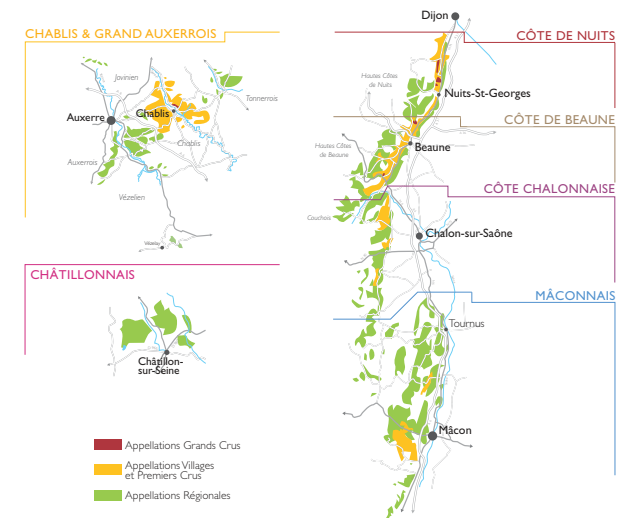 CHABLIS & GRAND AUXERROIS
Jovinien
Tonnerrois
Auxerre
Chablis
Chablis
Auxerrois
Vézelien
Vézelay
CHÂTILLONNAIS
Châtillon-
sur-Seine
Appellations Grands Crus
Appellations Villages
et Premiers Crus
Appellations Régionales
Dijon
CÔTE DE NUITS
Hautes Côtes
de Nuits
Nuits-St-Georges
CÔTE DE BEAUNE
Hautes Côtes
de Beaune
Beaune
CÔTE CHALONNAISE
Couchois
Chalon-sur-Saône
MÂCONNAIS
Tournus
Mâcon